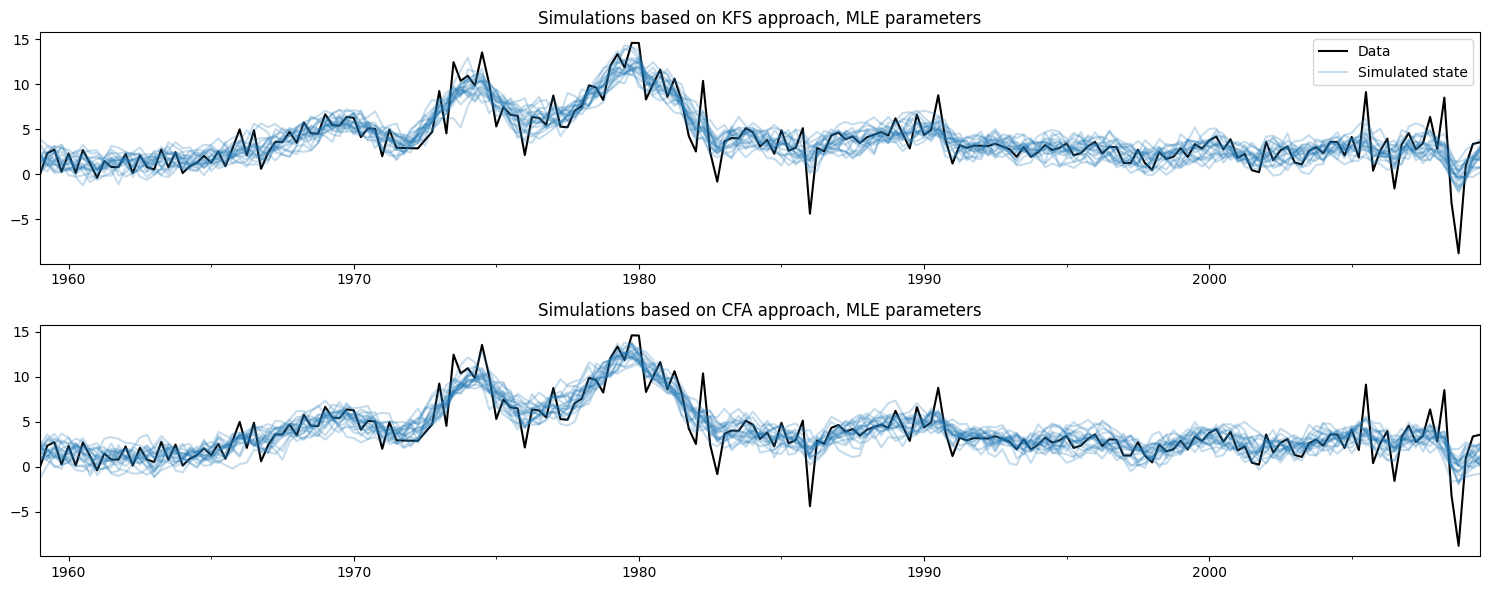 Simulations based on KFS approach, MLE parameters
15
10
5
0
−5
Data
Simulated state
1960 1970 1980 1990 2000
Simulations based on CFA approach, MLE parameters
15
10
5
0
−5
1960 1970 1980 1990 2000